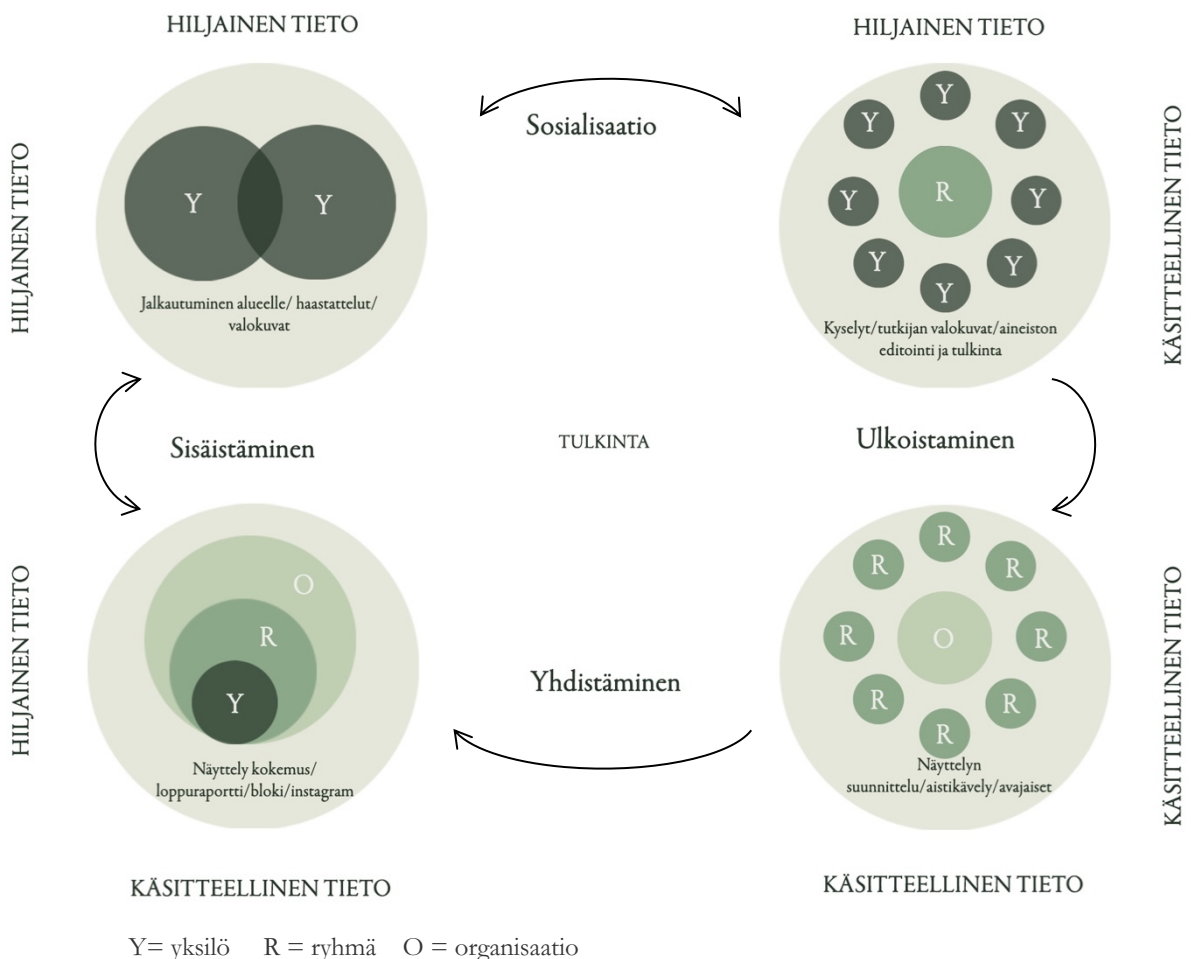 HILJAINEN TIETO
HILJAINEN TIETO
HILJAINEN TIETO
Y
Y
Jalkautuminen alueelle/ haastattelut/
valokuvat
Sosialisaatio
Y
Y
Y
Y
R
Y
Y
Y
Y
Kyselyt/tutkijan valokuvat/aineiston
editointi ja tulkinta
KÄSITTEELLINEN TIETO
Sisäistäminen
TULKINTA
Ulkoistaminen
HILJAINEN TIETO
O
R
Y
Näyttely kokemus/
loppuraportti/bloki/instagram
Yhdistäminen
R
R
R
R
O
R
R
R
R
Näyttelyn
suunnittelu/aistikävely/avajaiset
KÄSITTEELLINEN TIETO
KÄSITTEELLINEN TIETO
KÄSITTEELLINEN TIETO
Y= yksilö R = ryhmä O = organisaatio